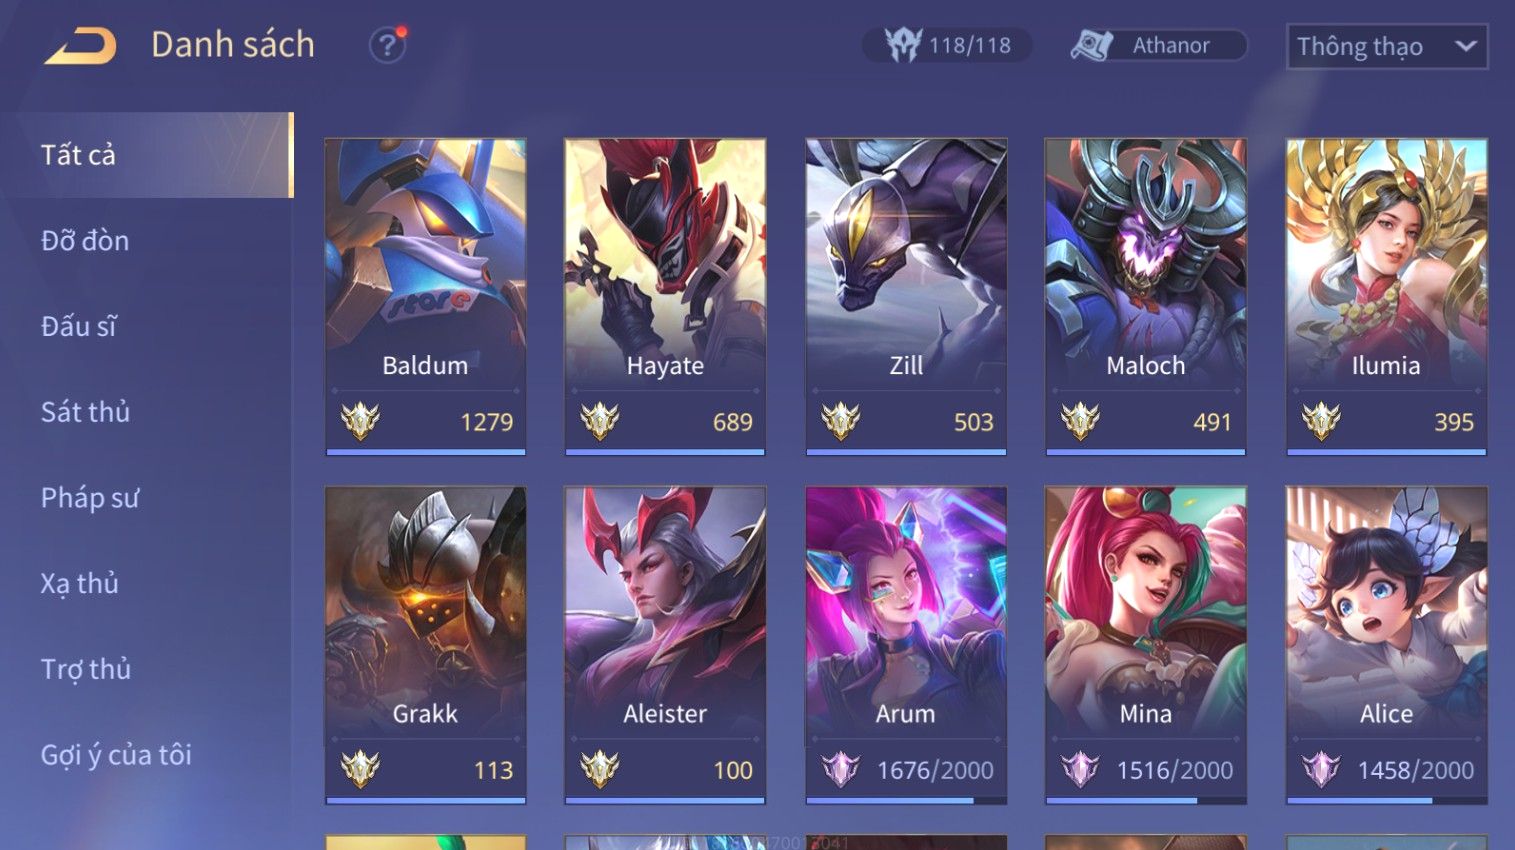 Danh sách
?
118/118
Athanor
Thông thạo
Tất cả
Đỡ đòn
Đấu sĩ
Sát thủ
Pháp sư
Xạ thủ
Trợ thủ
Gợi ý của tôi
Baldum
1279
Hayate
689
Zill
503
Maloch
491
Ilumia
395
Grakk
113
Aleister
100
Arum
1676/2000
Mina
1516/2000
Alice
1458/2000